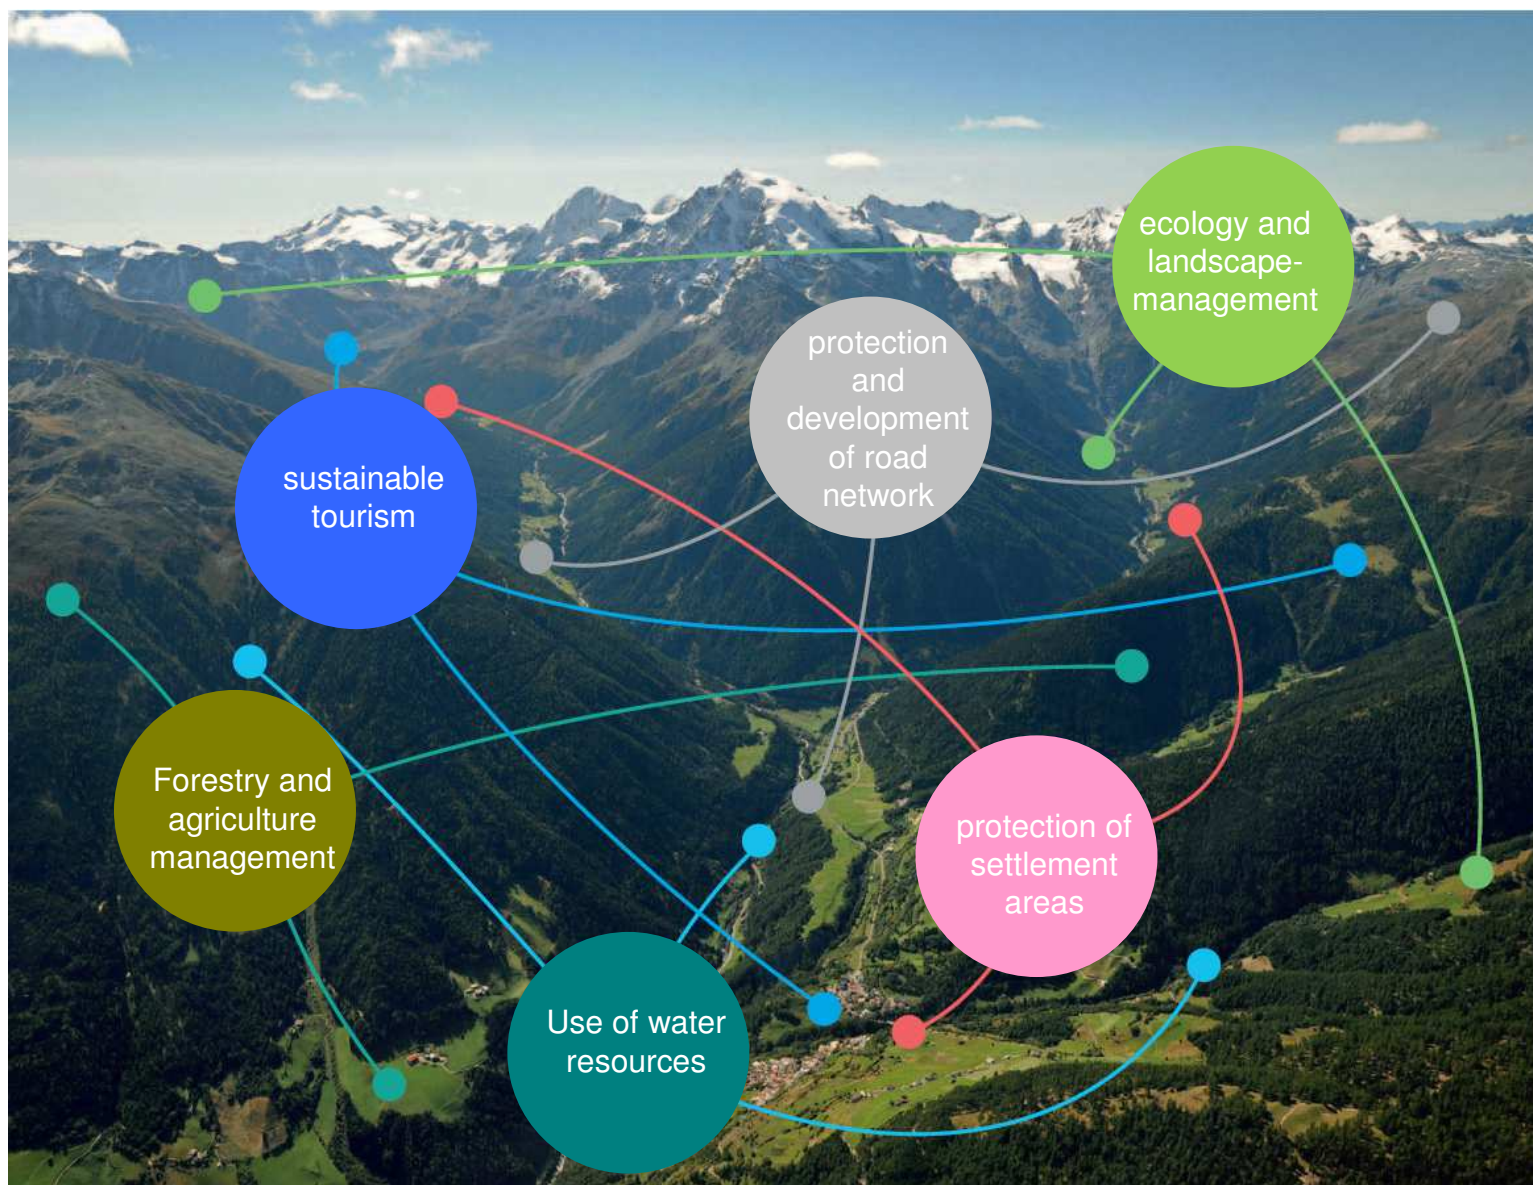 ecology and
landscape-
management
protection
and
development
of road
network
sustainable
tourism
Forestry and
agriculture
management
protection of
settlement
areas
Use of water
resources